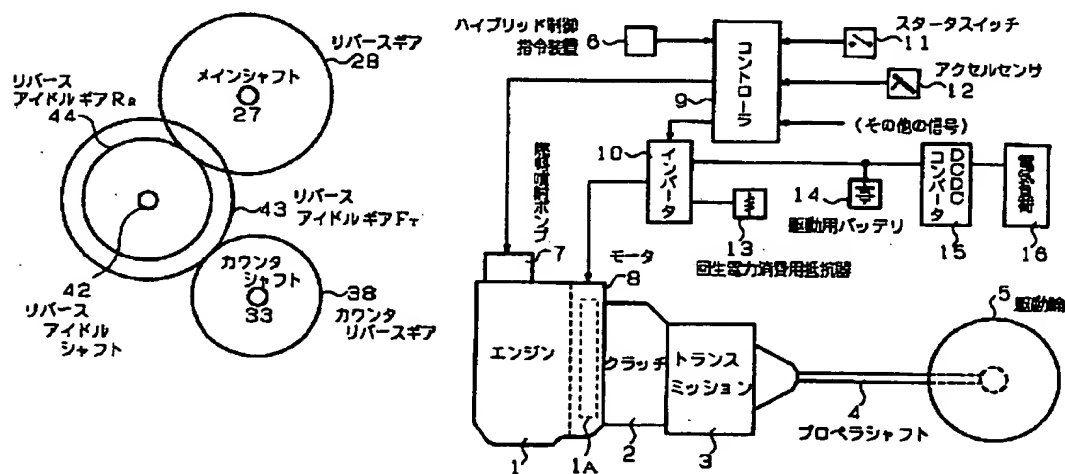 リバースギア
28
メインシャフト
27
リバース
アイドルギアRR
44
43
リバース
アイドルギアFT
カウンタ
シャフト
33
38
カウンタ
リバースギア
42
リバース
アイドル
シャフト
ハイブリッド制御
指令装置
6
コントローラ
9
スタータスイッチ
11
アクセルセンサ
12
(その他の信号)
10
インバータ
14
駆動用バッテリ
DCDC
コンバータ
15
電気各部
16
13
回生電力消費用抵抗器
燃料噴射ポンプ
7
モータ
8
エンジン
1
1A
クラッチ
2
トランス
ミッション
3
4
プロペラシャフト
5
駆動輪